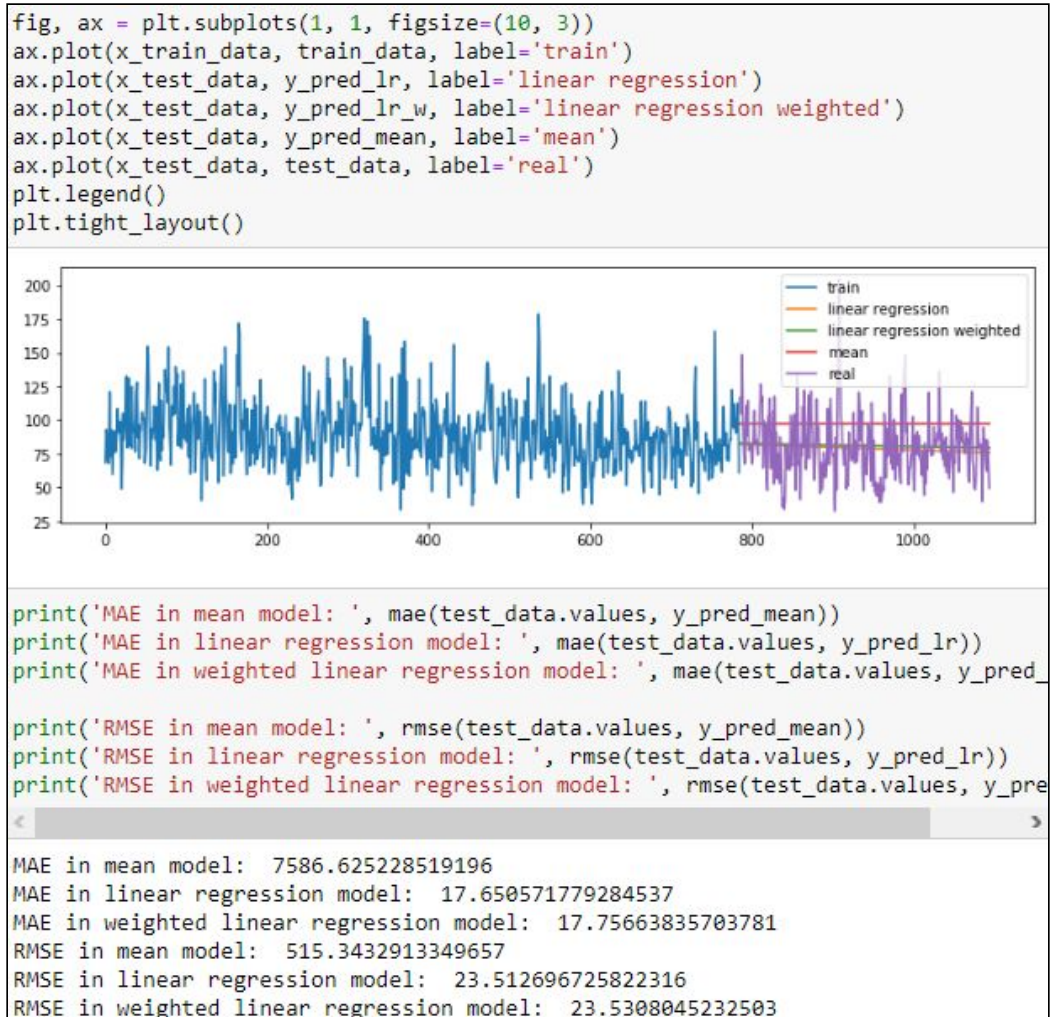 fig, ax = plt.subplots(1, 1, figsize=(10, 3))
ax.plot(x_train_data, train_data, label='train')
ax.plot(x_test_data, y_pred_lr, label='linear regression')
ax.plot(x_test_data, y_pred_lr_w, label='linear regression weighted')
ax.plot(x_test_data, y_pred_mean, label='mean')
ax.plot(x_test_data, test_data, label='real')
plt.legend()
plt.tight_layout()
200
175
150
125
100
75
50
25
0 200 400 600 800 1000
train
linear regression
linear regression weighted
mean
real
print('MAE in mean model: ', mae(test_data.values, y_pred_mean))
print('MAE in linear regression model: ', mae(test_data.values, y_pred_lr))
print('MAE in weighted linear regression model: ', mae(test_data.values, y_pred_
print('RMSE in mean model: ', rmse(test_data.values, y_pred_mean))
print('RMSE in linear regression model: ', rmse(test_data.values, y_pred_lr))
print('RMSE in weighted linear regression model: ', rmse(test_data.values, y_pre
MAE in mean model:  7586.625228519196
MAE in linear regression model:  17.650571779284537
MAE in weighted linear regression model:  17.75663835703781
RMSE in mean model:  515.3432913349657
RMSE in linear regression model:  23.512696725822316
RMSE in weighted linear regression model:  23.5308045232503